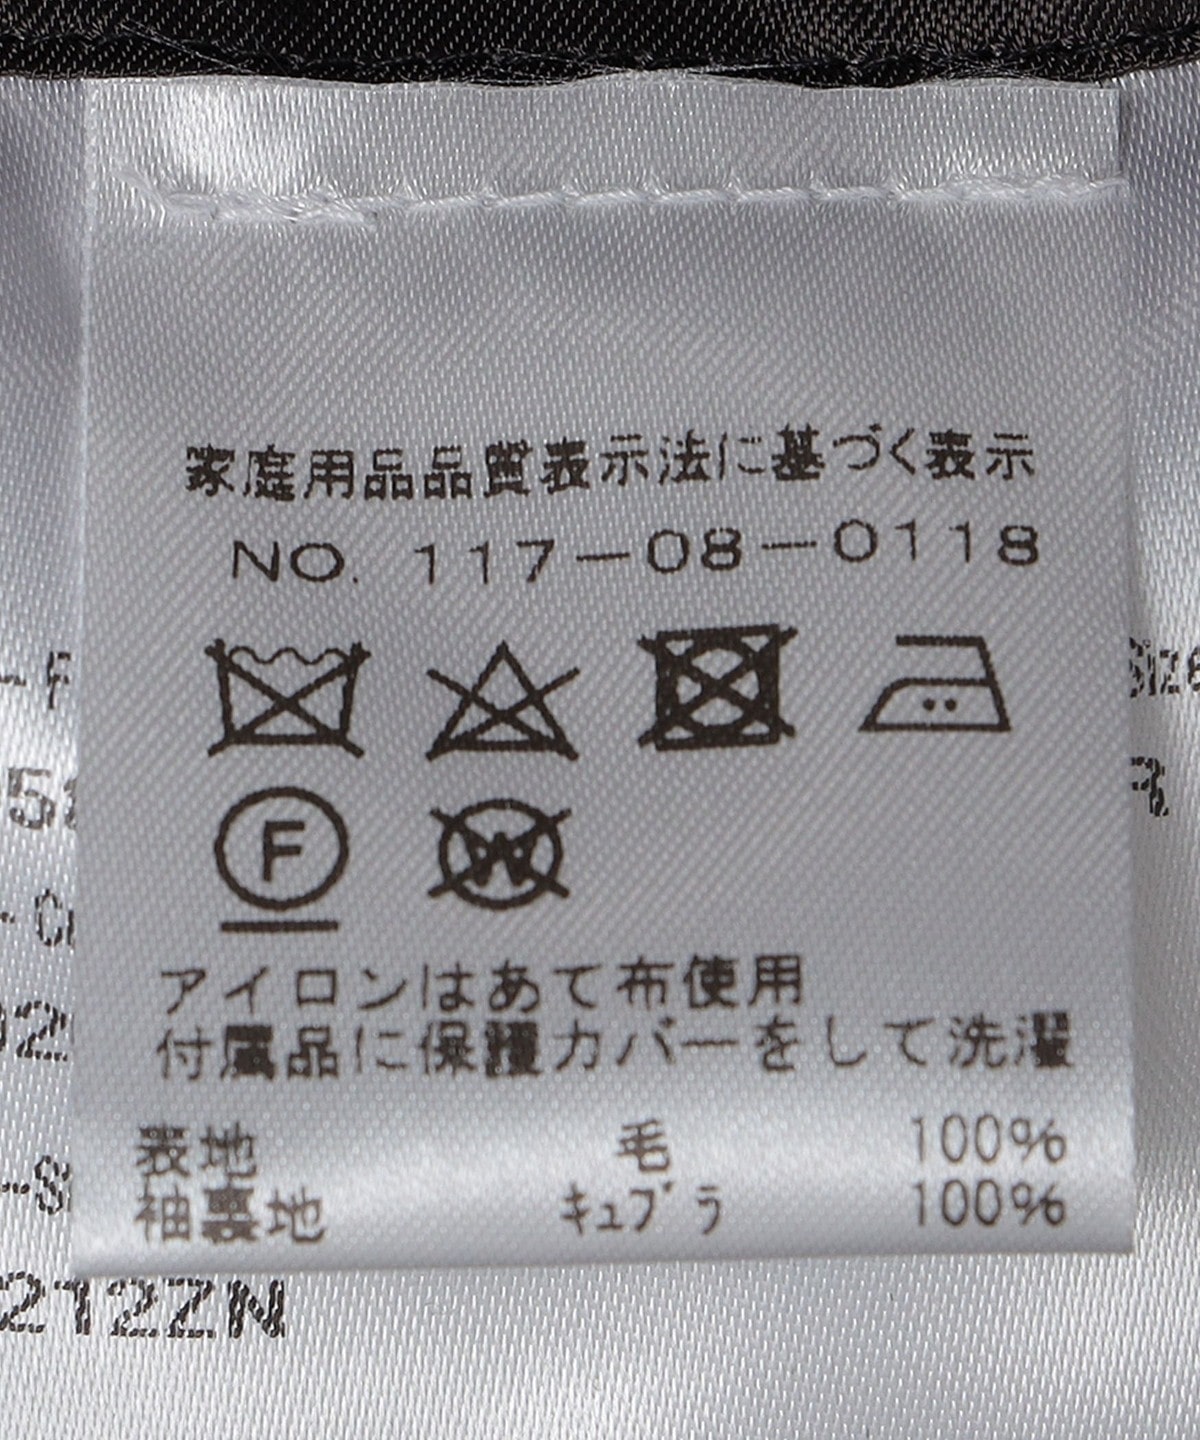 家庭用品品質表示法に基づく表示
NO. 117-08-0118
F
W
アイロンはあて布使用
付属品に保護カバーをして洗濯
表地 毛 100%
袖裏地 キュプラ 100%
212ZN